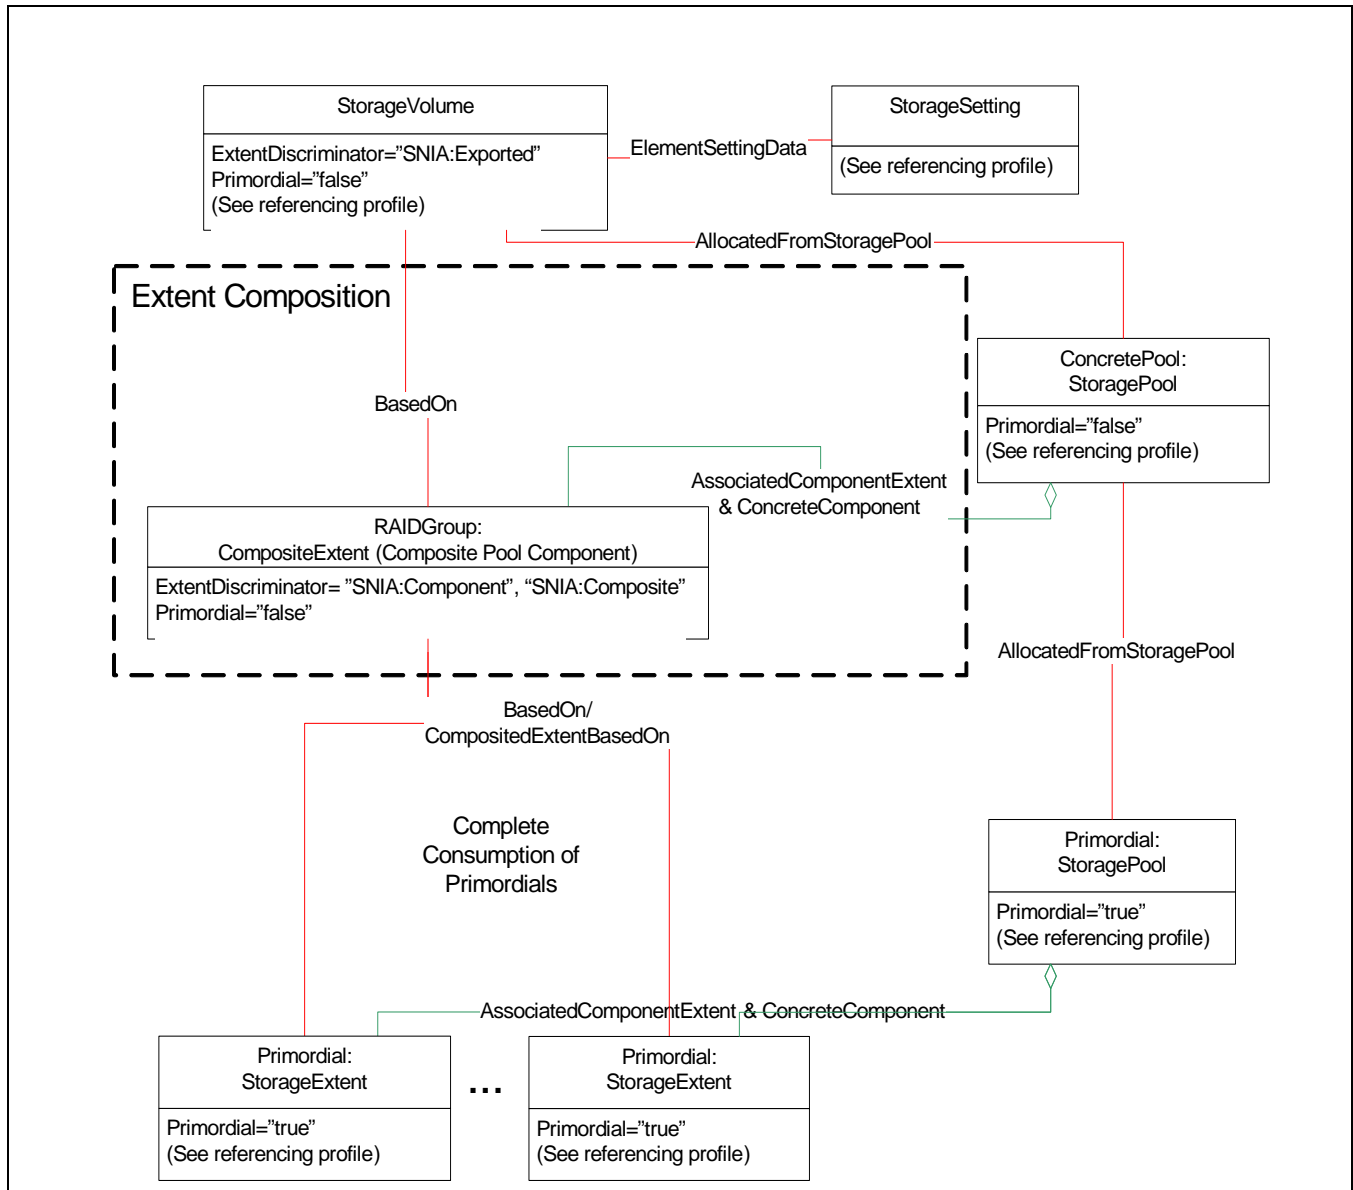 StorageVolume
ExtentDiscriminator=”SNIA:Exported”
Primordial=”false”
(See referencing profile)
ElementSettingData
StorageSetting
(See referencing profile)
AllocatedFromStoragePool
Extent Composition
BasedOn
ConcretePool:
StoragePool
Primordial=”false”
(See referencing profile)
AssociatedComponentExtent
& ConcreteComponent
RAIDGroup:
CompositeExtent (Composite Pool Component)
ExtentDiscriminator= ”SNIA:Component”, “SNIA:Composite”
Primordial=”false”
AllocatedFromStoragePool
BasedOn/
CompositedExtentBasedOn
Complete
Consumption of
Primordials
Primordial:
StoragePool
Primordial=”true”
(See referencing profile)
AssociatedComponentExtent & ConcreteComponent
Primordial:
StorageExtent
Primordial=”true”
(See referencing profile)
...
Primordial:
StorageExtent
Primordial=”true”
(See referencing profile)